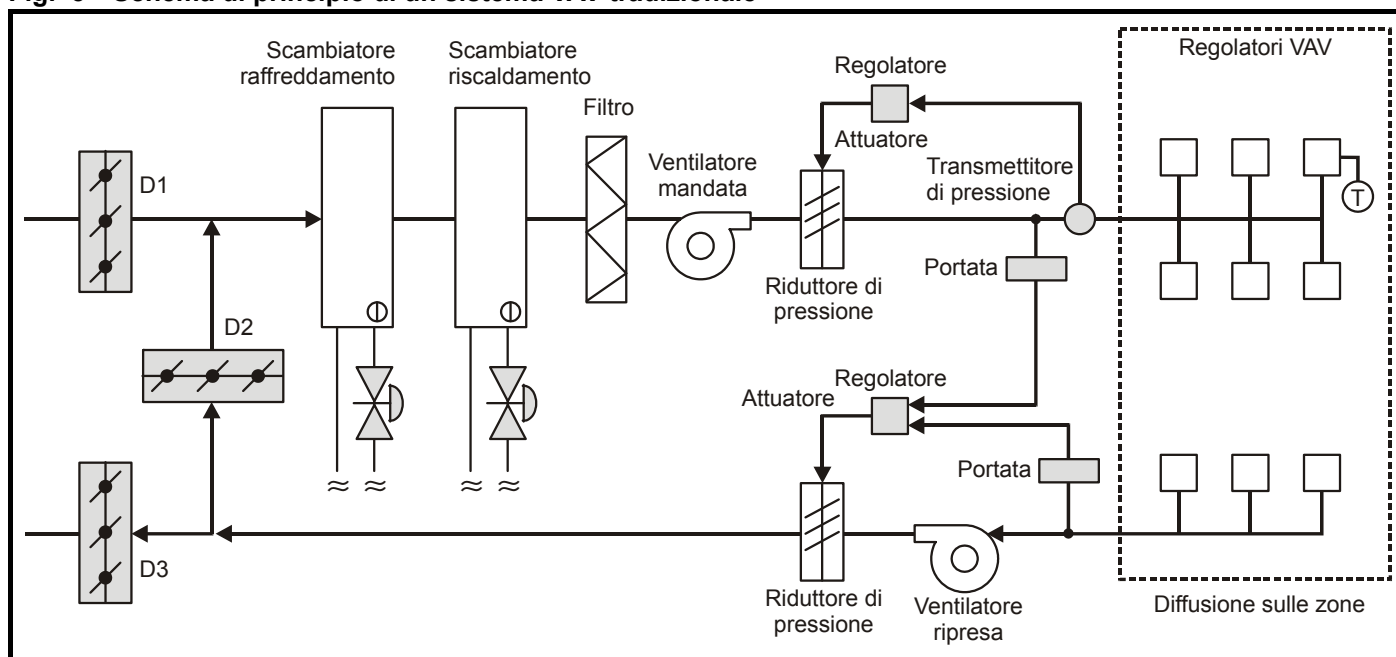 Scambiatore
raffreddamento
Scambiatore
riscaldamento
Filtro
Regolatore
Attuatore
Ventilatore
mandata
Transmettitore
di pressione
Regolatori VAV
D1
T
Portata
Riduttore di
pressione
D2
Regolatore
Attuatore
Portata
D3
Riduttore di
pressione
Ventilatore
ripresa
Diffusione sulle zone